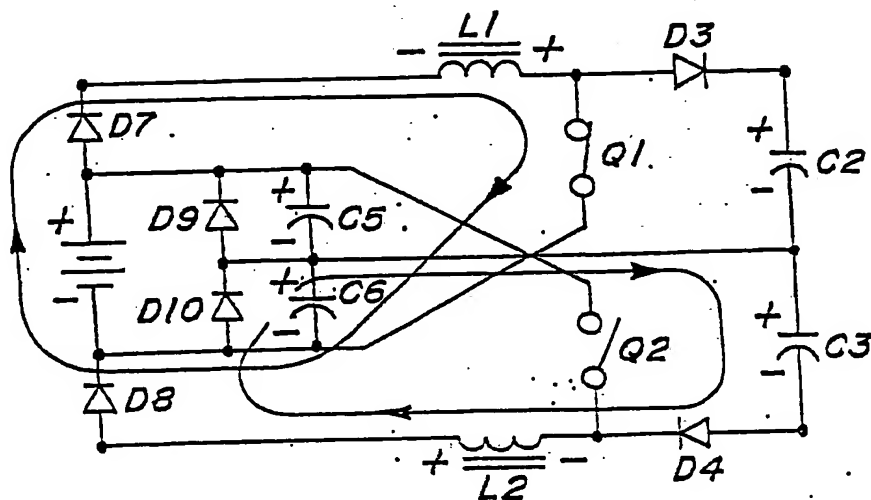 L1
- +
D3
D7
Q1
+
C2
-
+
D9
+
C5
-
+
C6
-
D10
-
+
C3
-
Q2
D8
D4
+ -
L2